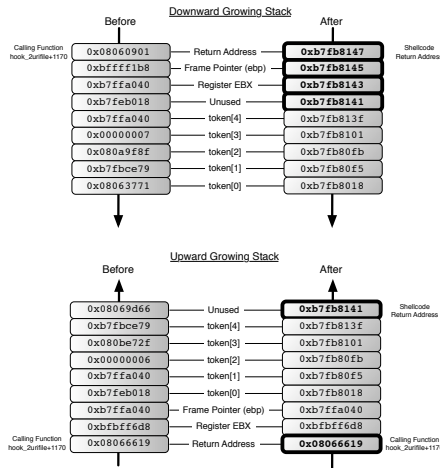 Downward Growing Stack
Before After
Calling Function
hook_2urifile+1170
Shellcode
Return Address
0x08060901 Return Address 0xb7fb8147
0xbffff1b8 Frame Pointer (ebp) 0xb7fb8145
0xb7ffa040 Register EBX 0xb7fb8143
0xb7feb018 Unused 0xb7fb8141
0xb7ffa040 token[4] 0xb7fb813f
0x00000007 token[3] 0xb7fb8101
0x080a9f8f token[2] 0xb7fb80fb
0xb7fbce79 token[1] 0xb7fb80f5
0x08063771 token[0] 0xb7fb8018
Upward Growing Stack
Before After
0x08069d66 Unused 0xb7fb8141
Shellcode
Return Address
0xb7fbce79 token[4] 0xb7fb813f
0x080be72f token[3] 0xb7fb8101
0x00000006 token[2] 0xb7fb80fb
0xb7ffa040 token[1] 0xb7fb80f5
0xb7feb018 token[0] 0xb7fb8018
0xb7ffa040 Frame Pointer (ebp) 0xb7ffa040
0xbfbff6d8 Register EBX 0xbfbff6d8
Calling Function
hook_2urifile+1170
0x08066619 Return Address 0x08066619
Calling Function
hook_2urifile+1170